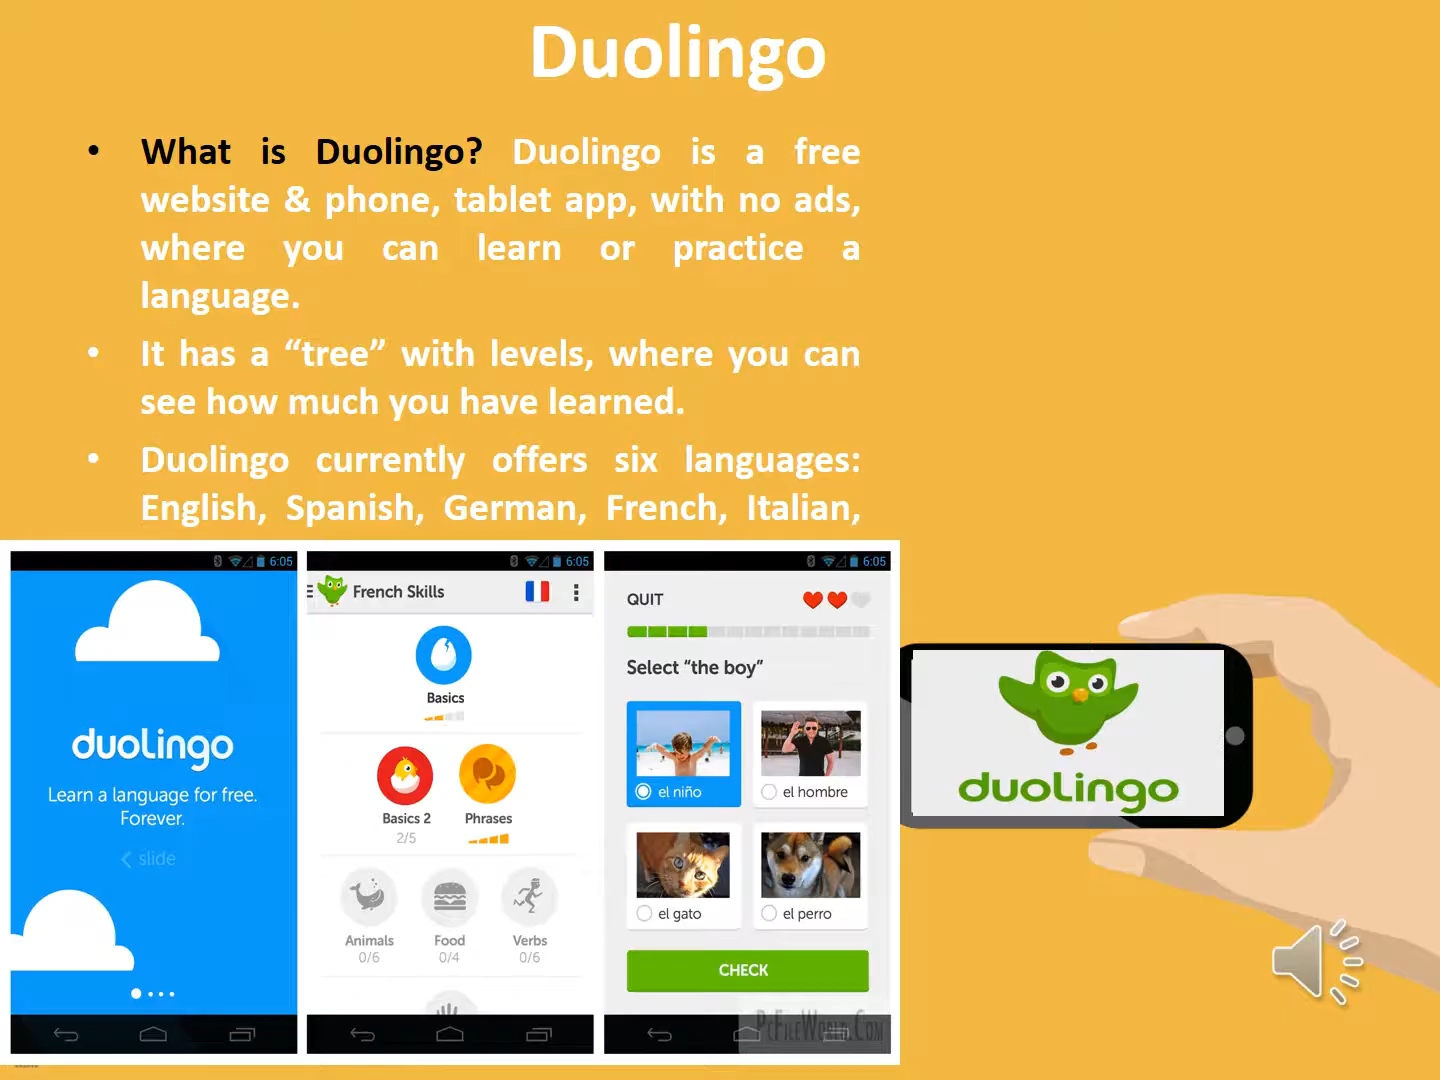 Duolingo
• What is Duolingo? Duolingo is a free
website & phone, tablet app, with no ads,
where you can learn or practice a
language.
• It has a “tree” with levels, where you can
see how much you have learned.
• Duolingo currently offers six languages:
English, Spanish, German, French, Italian,
6:05
duolingo
Learn a language for free.
Forever.
slide
6:05
French Skills
Basics
Basics 2
2/5
Phrases
Animals
0/6
Food
0/4
Verbs
0/6
6:05
QUIT
Select “the boy”
el niño
el hombre
el gato
el perro
CHECK
PcFileWorld.Com
duolingo